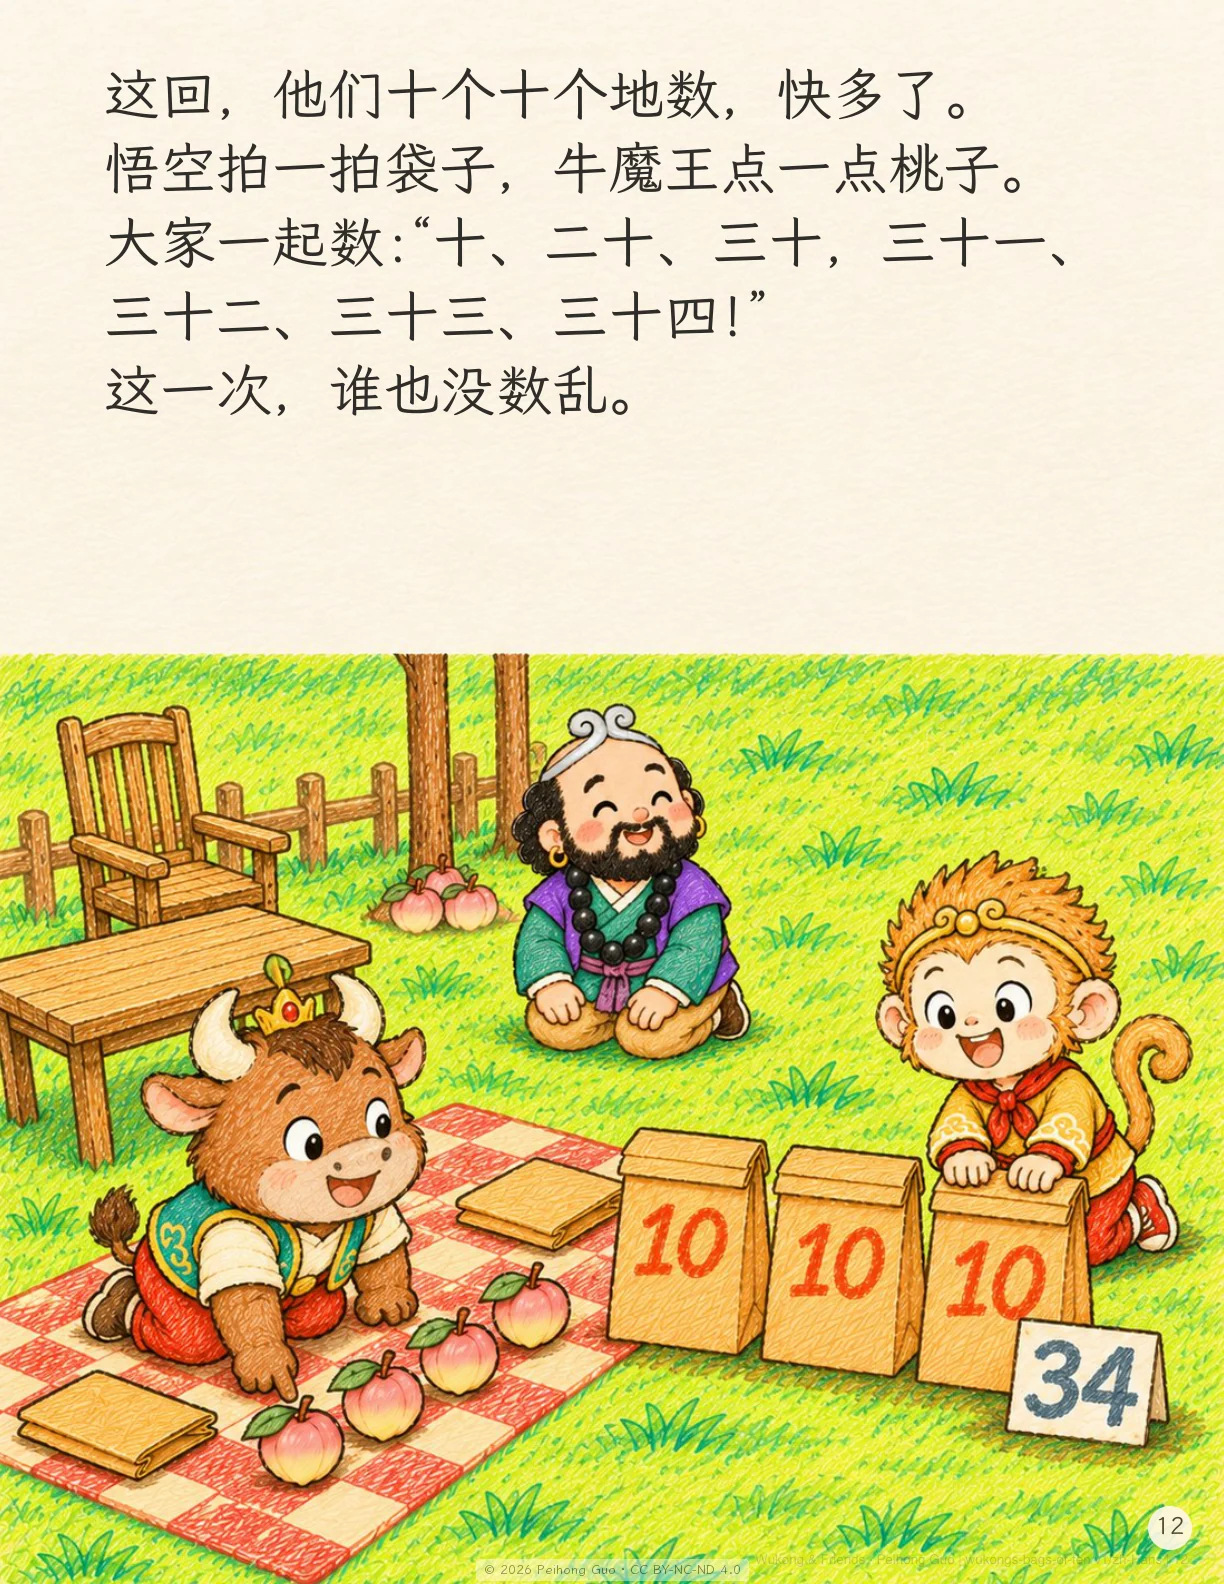 这回，他们十个十个地数，快多了。
悟空拍一拍袋子，牛魔王点一点桃子。
大家一起数：“十、二十、三十，三十一、
三十二、三十三、三十四！”
这一次，谁也没数乱。
10
10
10
34
12
© 2026 Peihong Guo · CC BY-NC-ND 4.0